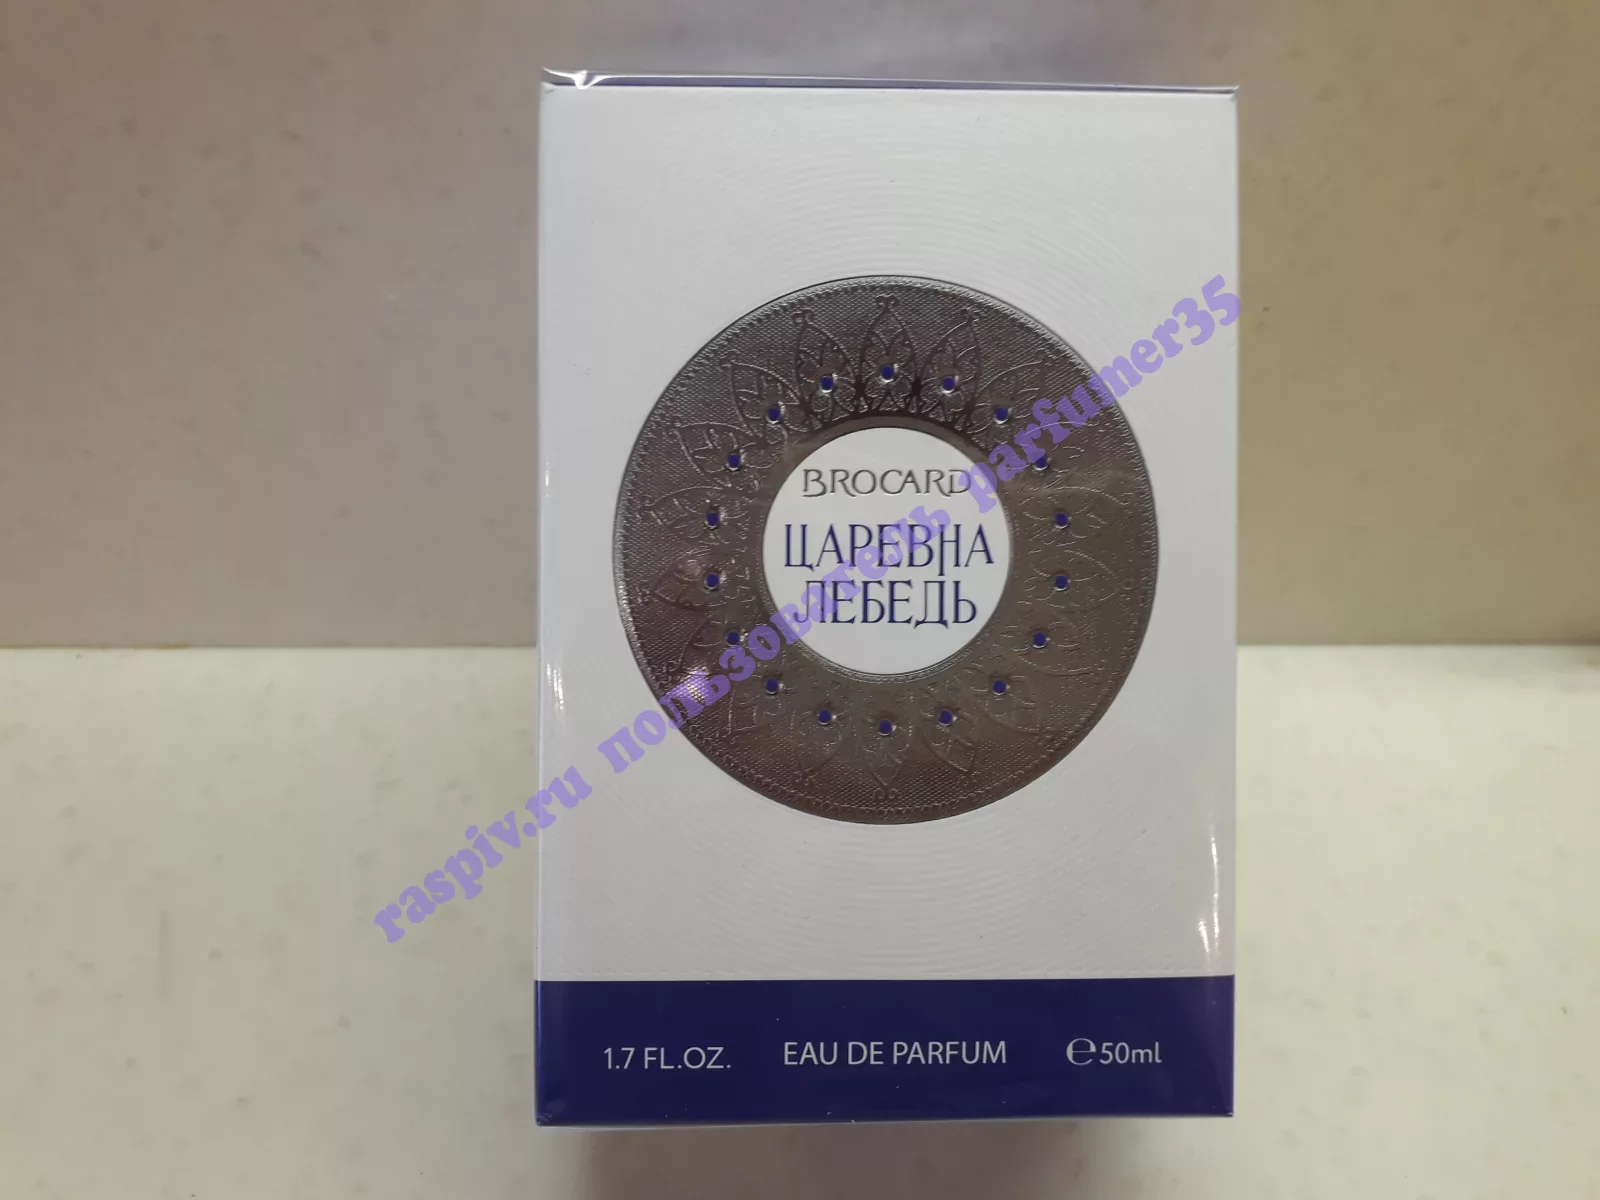 BROCARD
ЦАРЕВНА
ЛЕБЕДЬ
raspiv.ru пользователь parfumer35
1.7 FL.OZ. EAU DE PARFUM ℮50ml